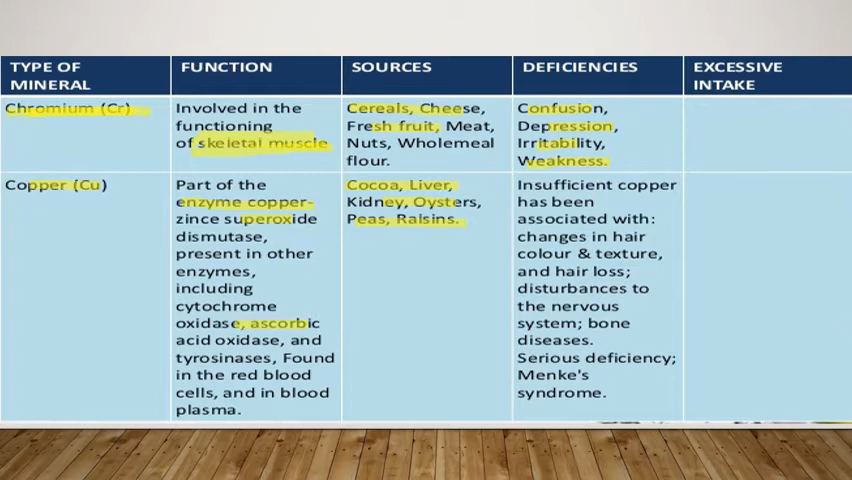 TYPE OF
MINERAL
FUNCTION
SOURCES
DEFICIENCIES
EXCESSIVE
INTAKE
Chromium (Cr)
Involved in the
functioning
of skeletal muscle
Cereals, Cheese,
Fresh fruit, Meat,
Nuts, Wholemeal
flour.
Confusion,
Depression,
Irritability,
Weakness.
Copper (Cu)
Part of the
enzyme copper-
zince superoxide
dismutase,
present in other
enzymes,
including
cytochrome
oxidase, ascorbic
acid oxidase, and
tyrosinases, Found
in the red blood
cells, and in blood
plasma.
Cocoa, Liver,
Kidney, Oysters,
Peas, Ralsins.
Insufficient copper
has been
associated with:
changes in hair
colour & texture,
and hair loss;
disturbances to
the nervous
system; bone
diseases.
Serious deficiency;
Menke's
syndrome.